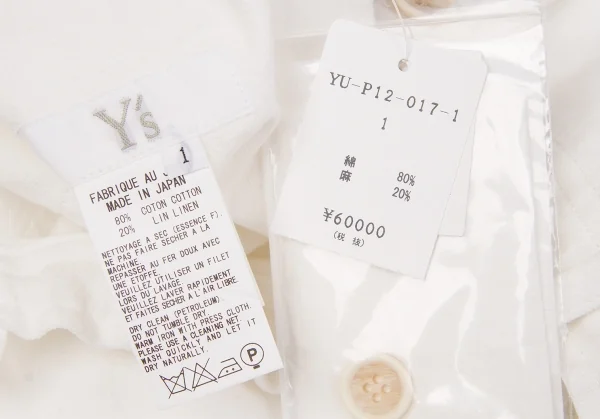 Y's
1
FABRIQUE AU
MADE IN JAPAN
80% COTON COTTON
20% LIN LINEN
NETTOYAGE A SEC (ESSENCE F).
NE PAS FAIRE SECHER A LA
MACHINE.
REPASSER AU FER DOUX AVEC
UNE ETOFFE.
VEUILLEZ UTILISER UN FILET
LORS DU LAVAGE
VEUILLEZ LAVER RAPIDEMENT
ET FAITES SECHER A L'AIR LIBRE.
DRY CLEAN (PETROLEUM).
DO NOT TUMBLE DRY.
WARM IRON WITH PRESS CLOTH.
PLEASE USE A CLEANING NET.
WASH QUICKLY AND LET IT
DRY NATURALLY.
P
YU-P12-017-1
1
綿 80%
麻 20%
¥60000
(税 抜)